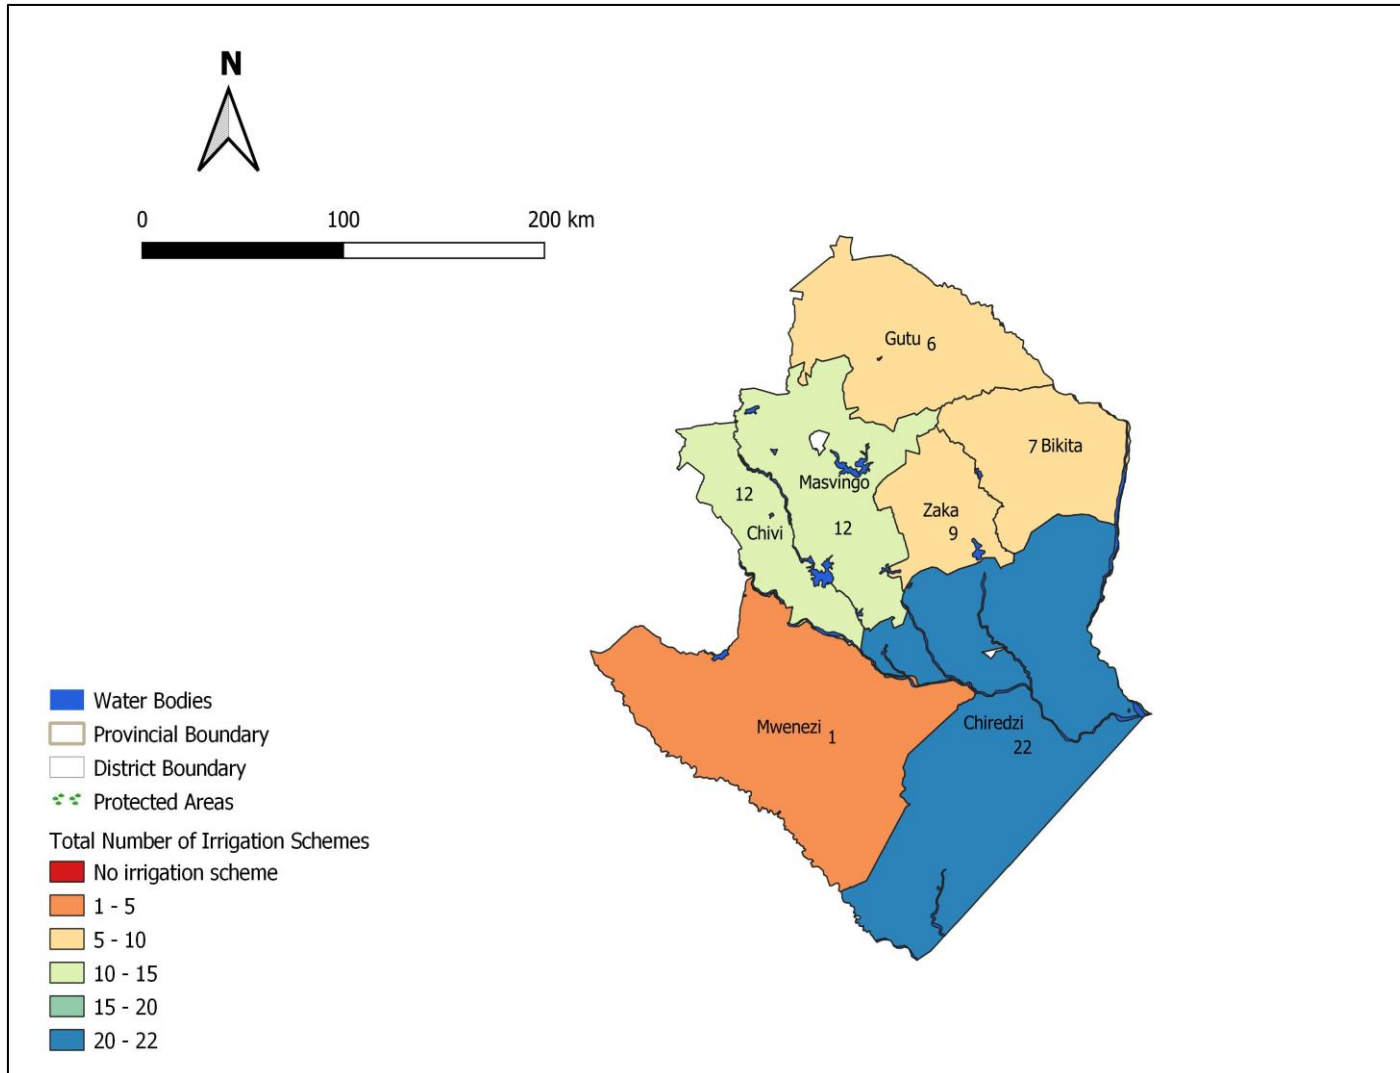 N
0 100 200 km
Gutu 6
7 Bikita
Masvingo
12
Zaka
9
12
Chivi
Mwenezi 1
Chiredzi
22
Water Bodies
Provincial Boundary
District Boundary
Protected Areas
Total Number of Irrigation Schemes
No irrigation scheme
1 - 5
5 - 10
10 - 15
15 - 20
20 - 22